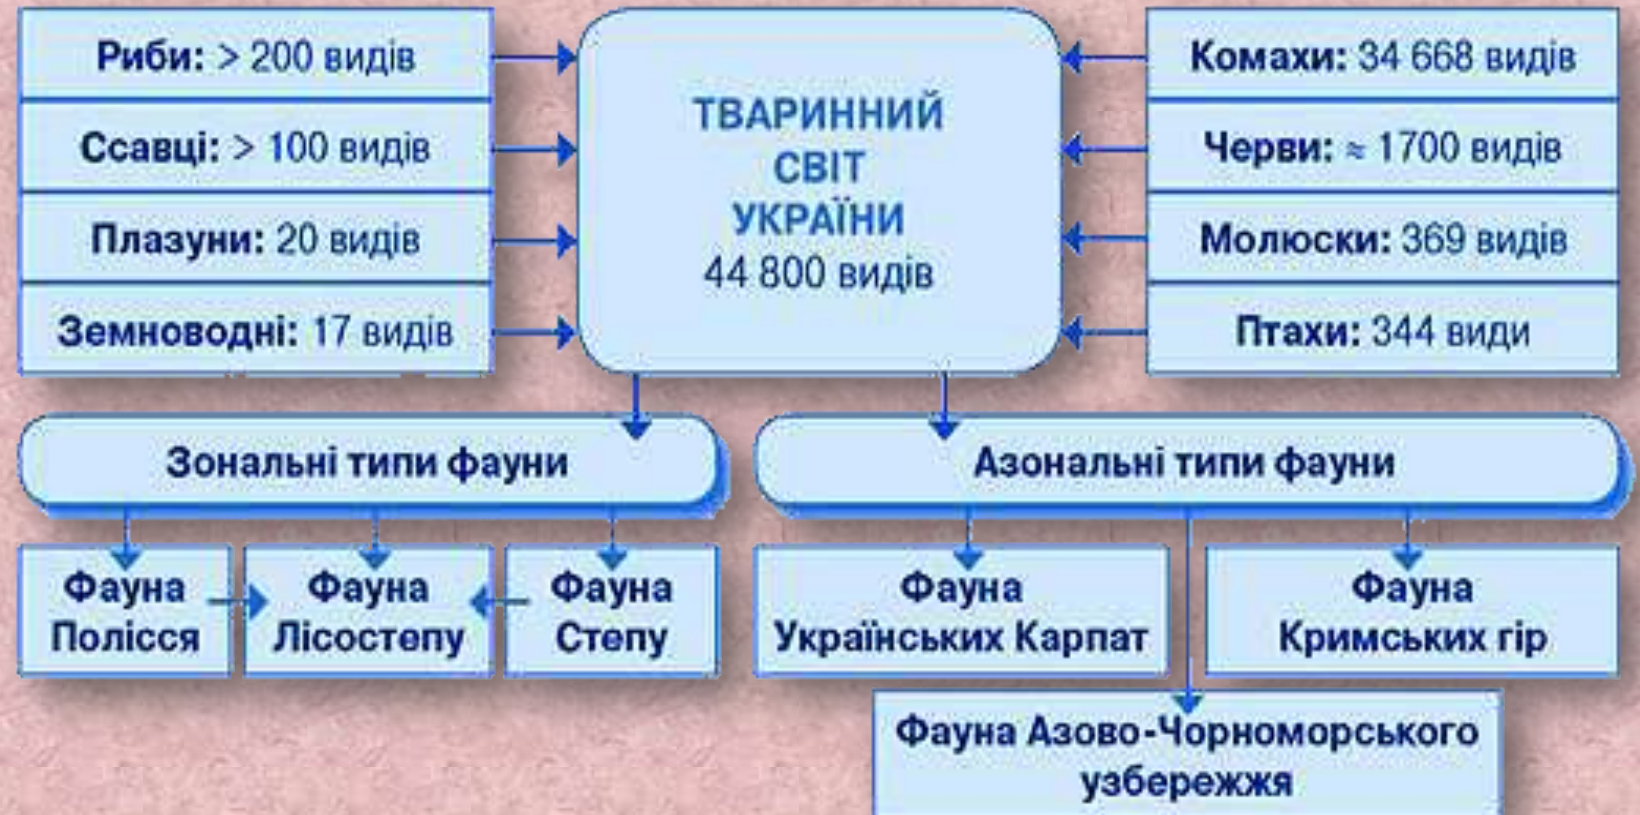 Риби: > 200 видів
Ссавці: > 100 видів
Плазуни: 20 видів
Земноводні: 17 видів
ТВАРИННИЙ
СВІТ
УКРАЇНИ
44 800 видів
Комахи: 34 668 видів
Черви: ≈ 1700 видів
Молюски: 369 видів
Птахи: 344 види
Зональні типи фауни
Азональні типи фауни
Фауна
Полісся
Фауна
Лісостепу
Фауна
Степу
Фауна
Українських Карпат
Фауна
Кримських гір
Фауна Азово-Чорноморського
узбережжя